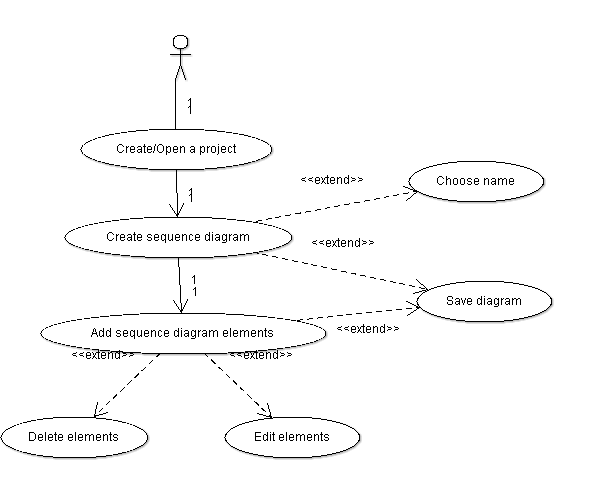 1
1
Create/Open a project
1
<<extend>>
Choose name
Create sequence diagram
<<extend>>
1
1
Save diagram
Add sequence diagram elements
<<extend>>
<<extend>>
<<extend>>
Delete elements
Edit elements